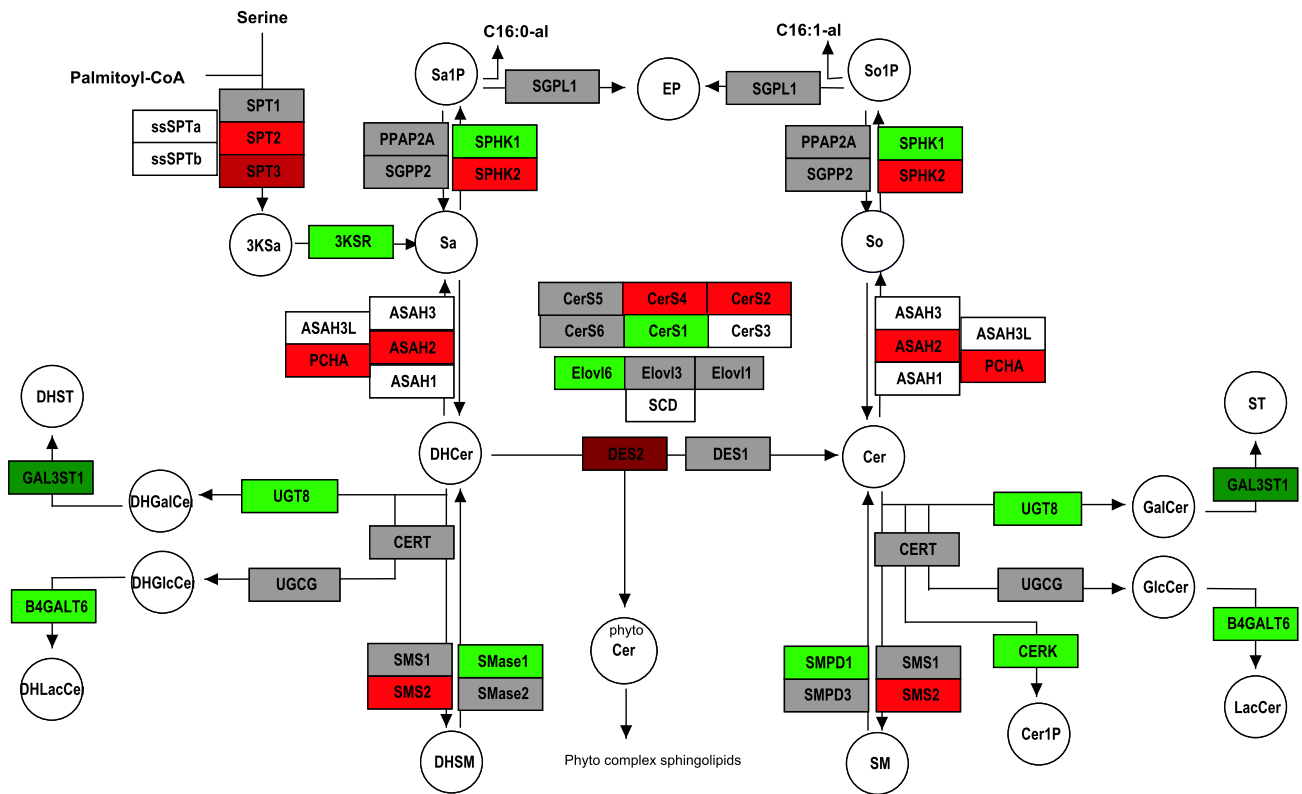 Serine
C16:0-al
C16:1-al
Palmitoyl-CoA
Sa1P
SGPL1
EP
SGPL1
So1P
SPT1
ssSPTa
SPT2
ssSPTb
SPT3
PPAP2A
SPHK1
SGPP2
SPHK2
PPAP2A
SPHK1
SGPP2
SPHK2
3KSa
3KSR
Sa
So
CerS5
CerS4
CerS2
CerS6
CerS1
CerS3
ASAH3
ASAH3L
ASAH2
PCHA
ASAH1
ASAH3
ASAH3L
ASAH2
PCHA
ASAH1
Elovl6
Elovl3
Elovl1
SCD
DHST
ST
DHCer
DES2
DES1
Cer
GAL3ST1
DHGalCer
UGT8
UGT8
GalCer
GAL3ST1
CERT
CERT
DHGlcCer
UGCG
UGCG
GlcCer
B4GALT6
B4GALT6
phyto
Cer
CERK
SMS1
SMase1
SMS2
SMase2
SMPD1
SMS1
SMPD3
SMS2
DHLacCer
LacCer
Cer1P
DHSM
Phyto complex sphingolipids
SM